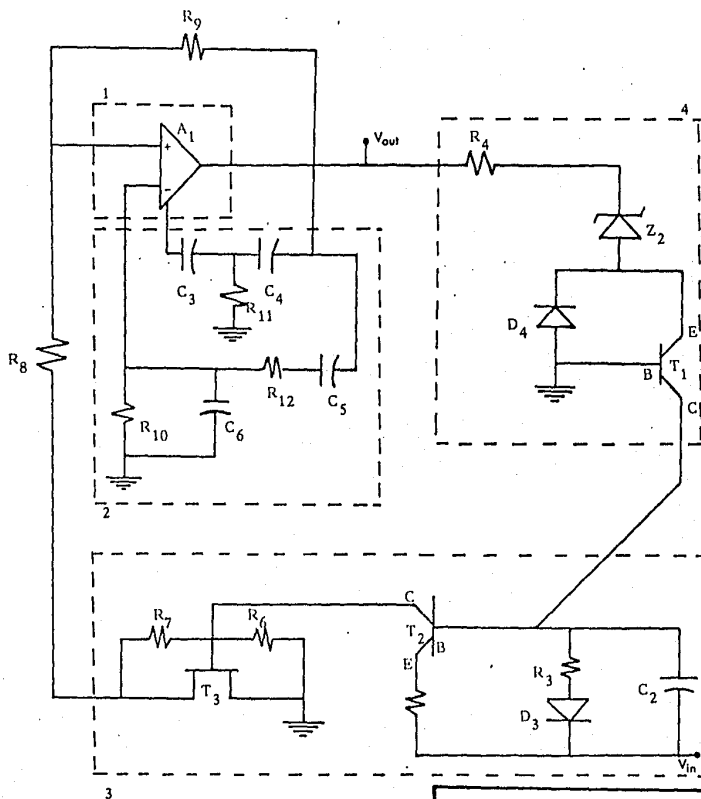 R9
1
A1
+
-
Vout
4
R4
Z2
C3
C4
R11
D4
E
B
T1
C
R8
R12
C5
R10
C6
2
C
R7
R6
T2
B
E
T3
R3
C2
D3
Vin
3